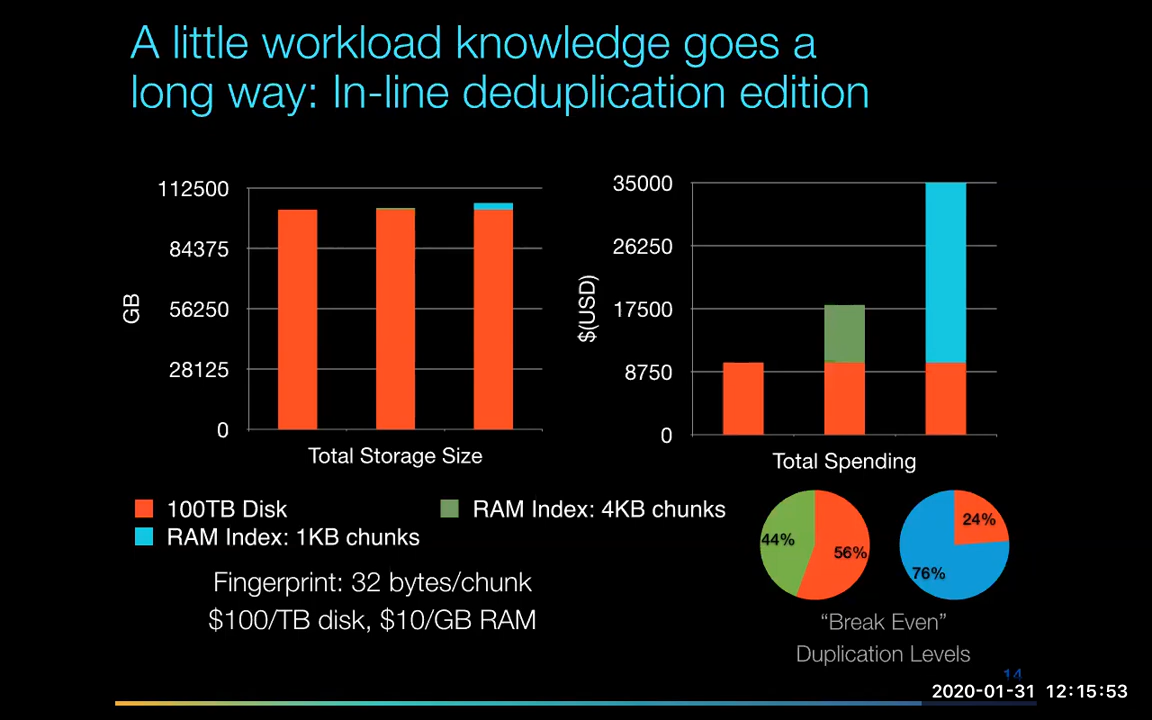 A little workload knowledge goes a
long way: In-line deduplication edition
112500
84375
56250
28125
0
GB
Total Storage Size
35000
26250
17500
8750
0
$(USD)
Total Spending
100TB Disk
RAM Index: 4KB chunks
RAM Index: 1KB chunks
Fingerprint: 32 bytes/chunk
$100/TB disk, $10/GB RAM
44%
56%
24%
76%
“Break Even”
Duplication Levels
14
2020-01-31 12:15:53